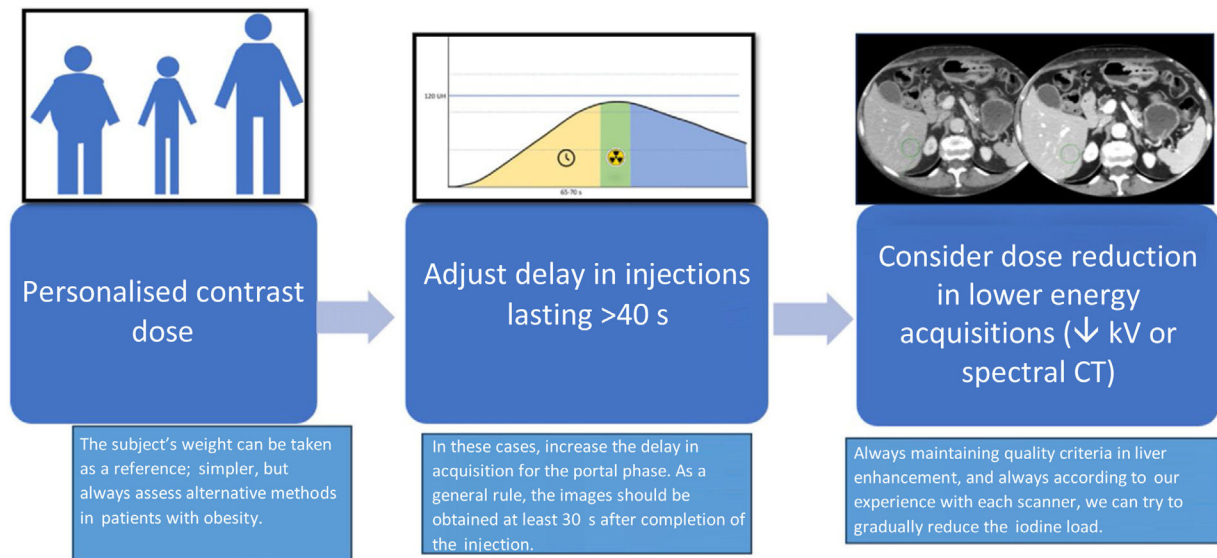 120 UH
65-70 s
Personalised contrast
dose
Adjust delay in injections
lasting >40 s
Consider dose reduction
in lower energy
acquisitions (↓ kV or
spectral CT)
The subject's weight can be taken
as a reference; simpler, but
always assess alternative methods
in patients with obesity.
In these cases, increase the delay in
acquisition for the portal phase. As a
general rule, the images should be
obtained at least 30 s after completion of
the injection.
Always maintaining quality criteria in liver
enhancement, and always according to our
experience with each scanner, we can try to
gradually reduce the iodine load.